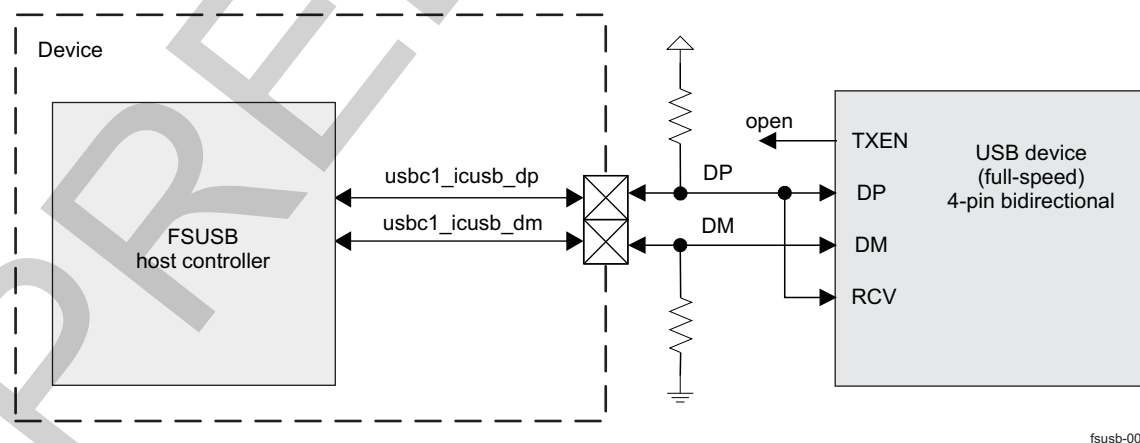 Device
FSUSB
host controller
usbc1_icusb_dp
usbc1_icusb_dm
DP
DM
open
TXEN
DP
DM
RCV
USB device
(full-speed)
4-pin bidirectional
fsusb-00